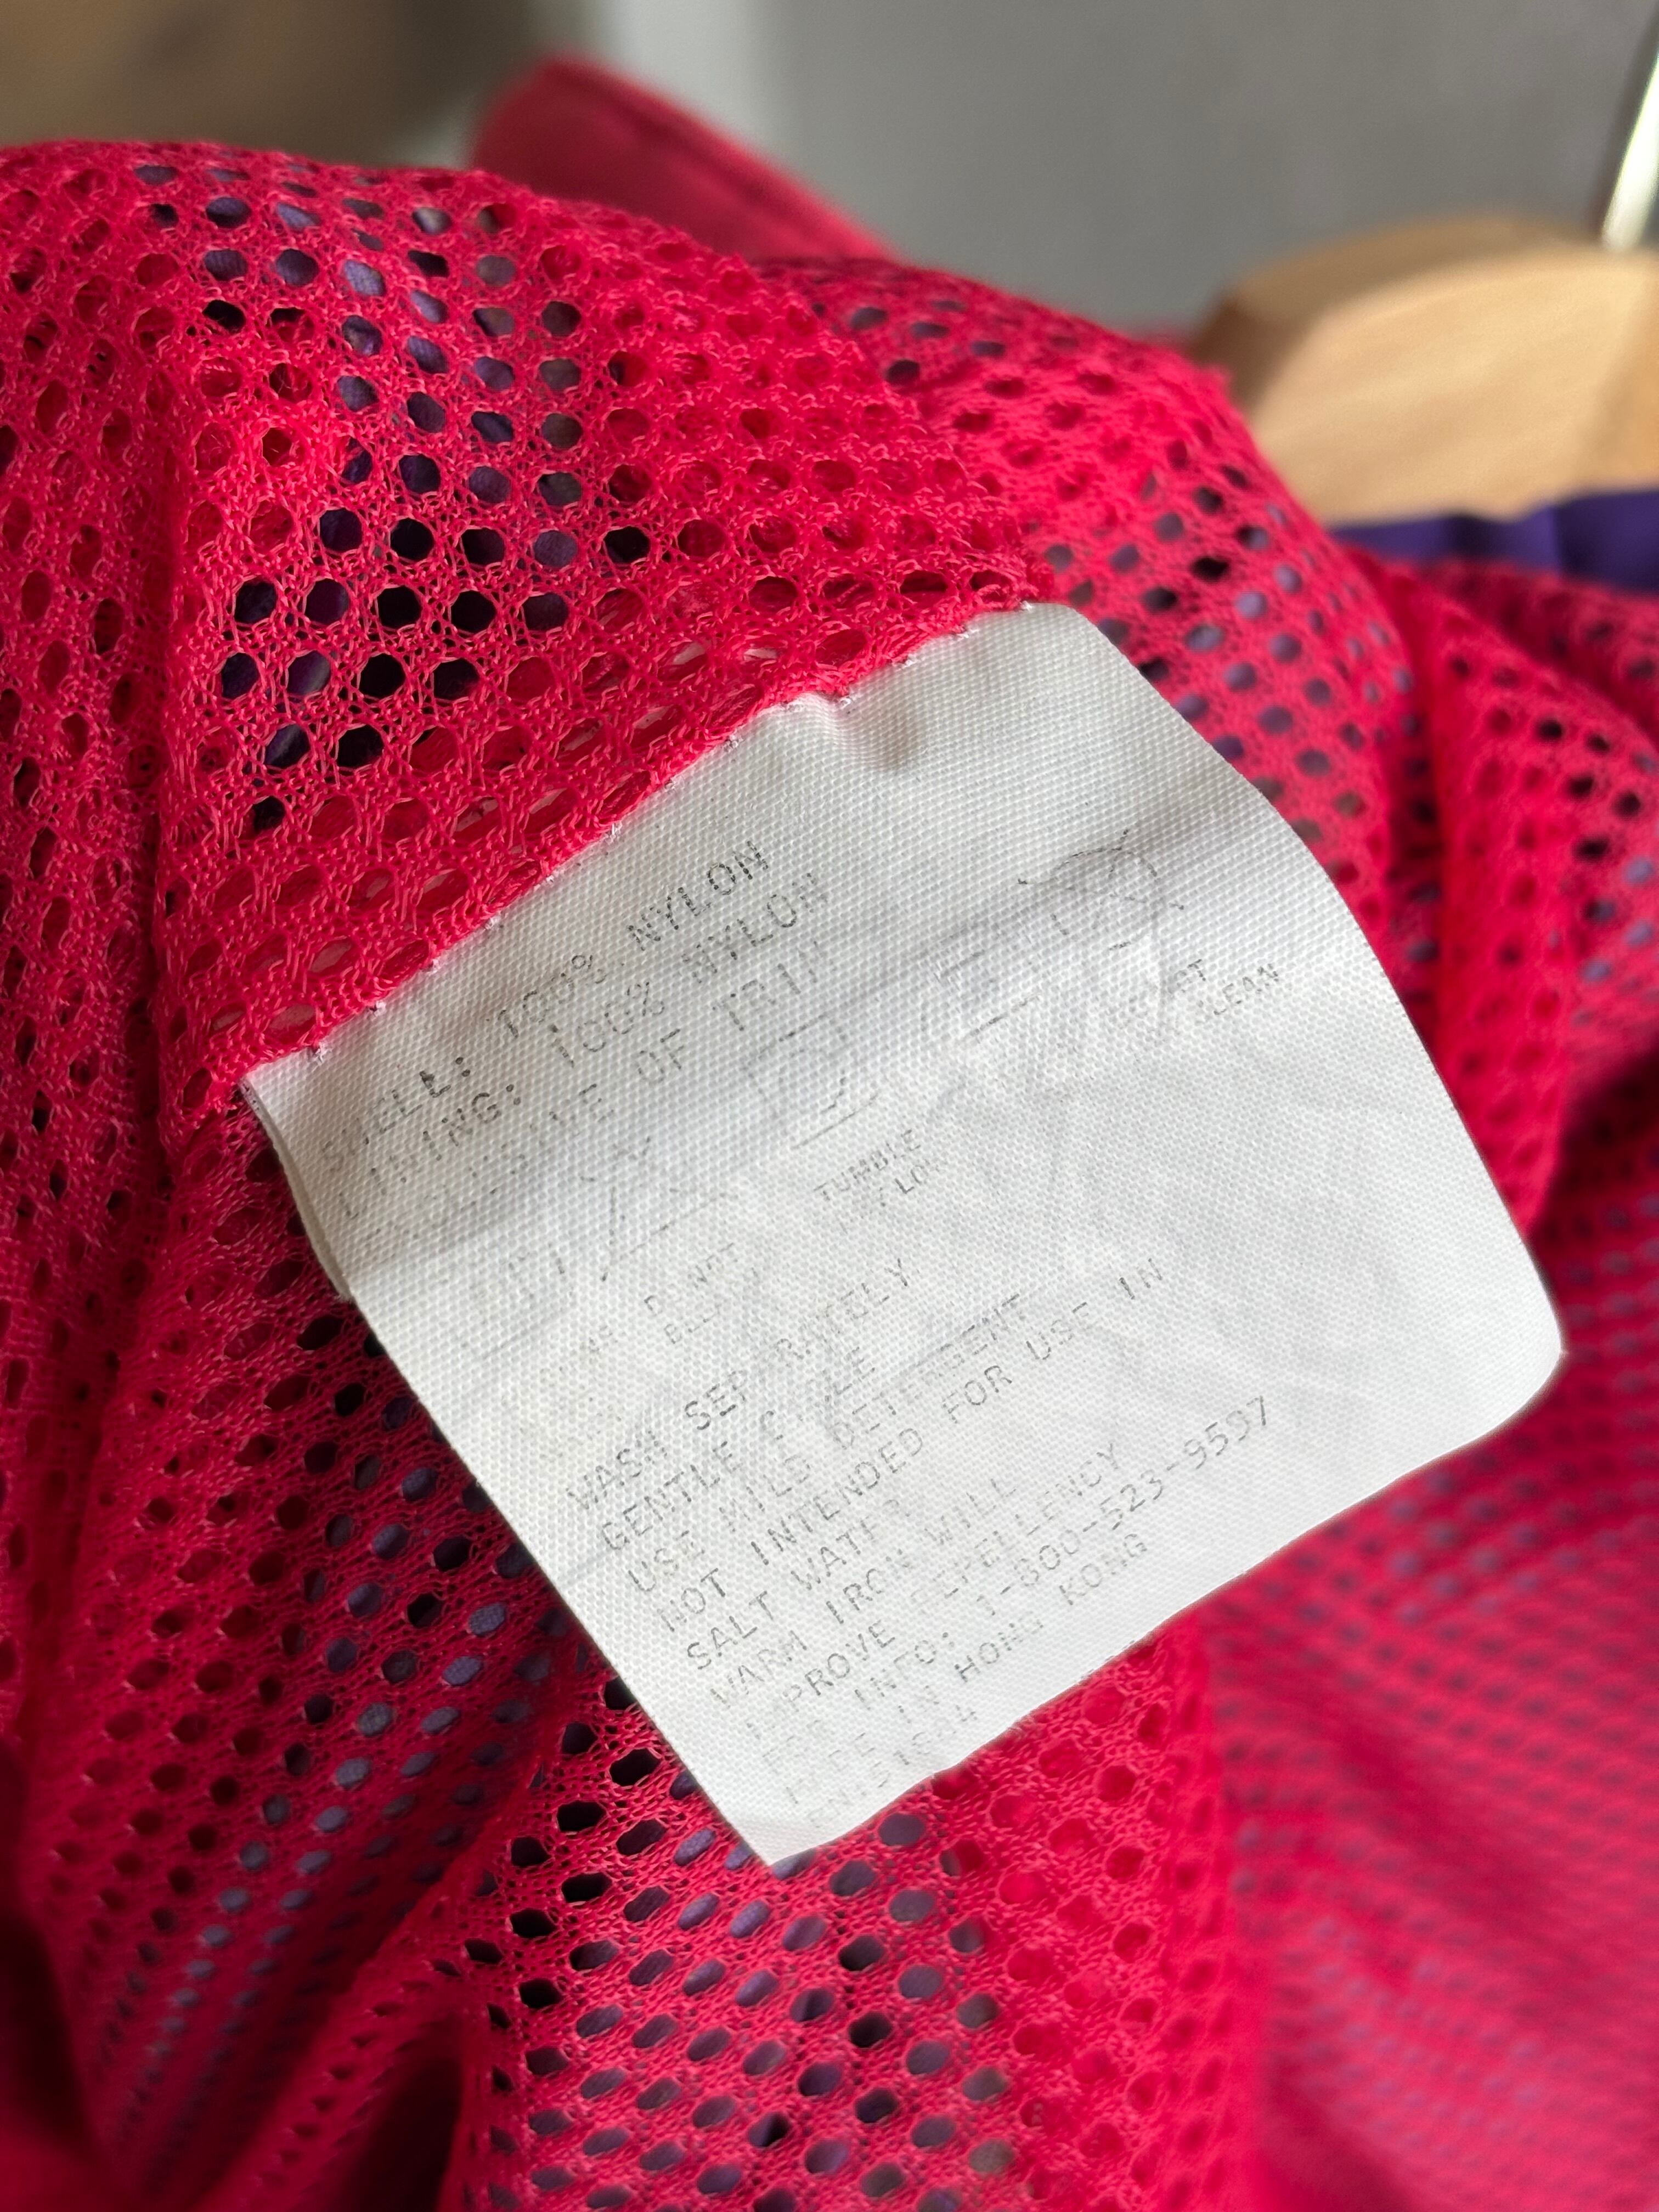 SHELL: 100% NYLON
LINING: 100% NYLON
EXCLUSIVE OF TRIM
DO NOT
TUMBLE
DRY LOW
CLEAN
WASH SEPARATELY
GENTLE CYCLE
USE MILD DETERGENT
NOT INTENDED FOR USE IN
SALT WATER
WARM IRON WILL
IMPROVE REPELLENCY
FOR INFO: 1-800-523-9597
MADE IN HONG KONG